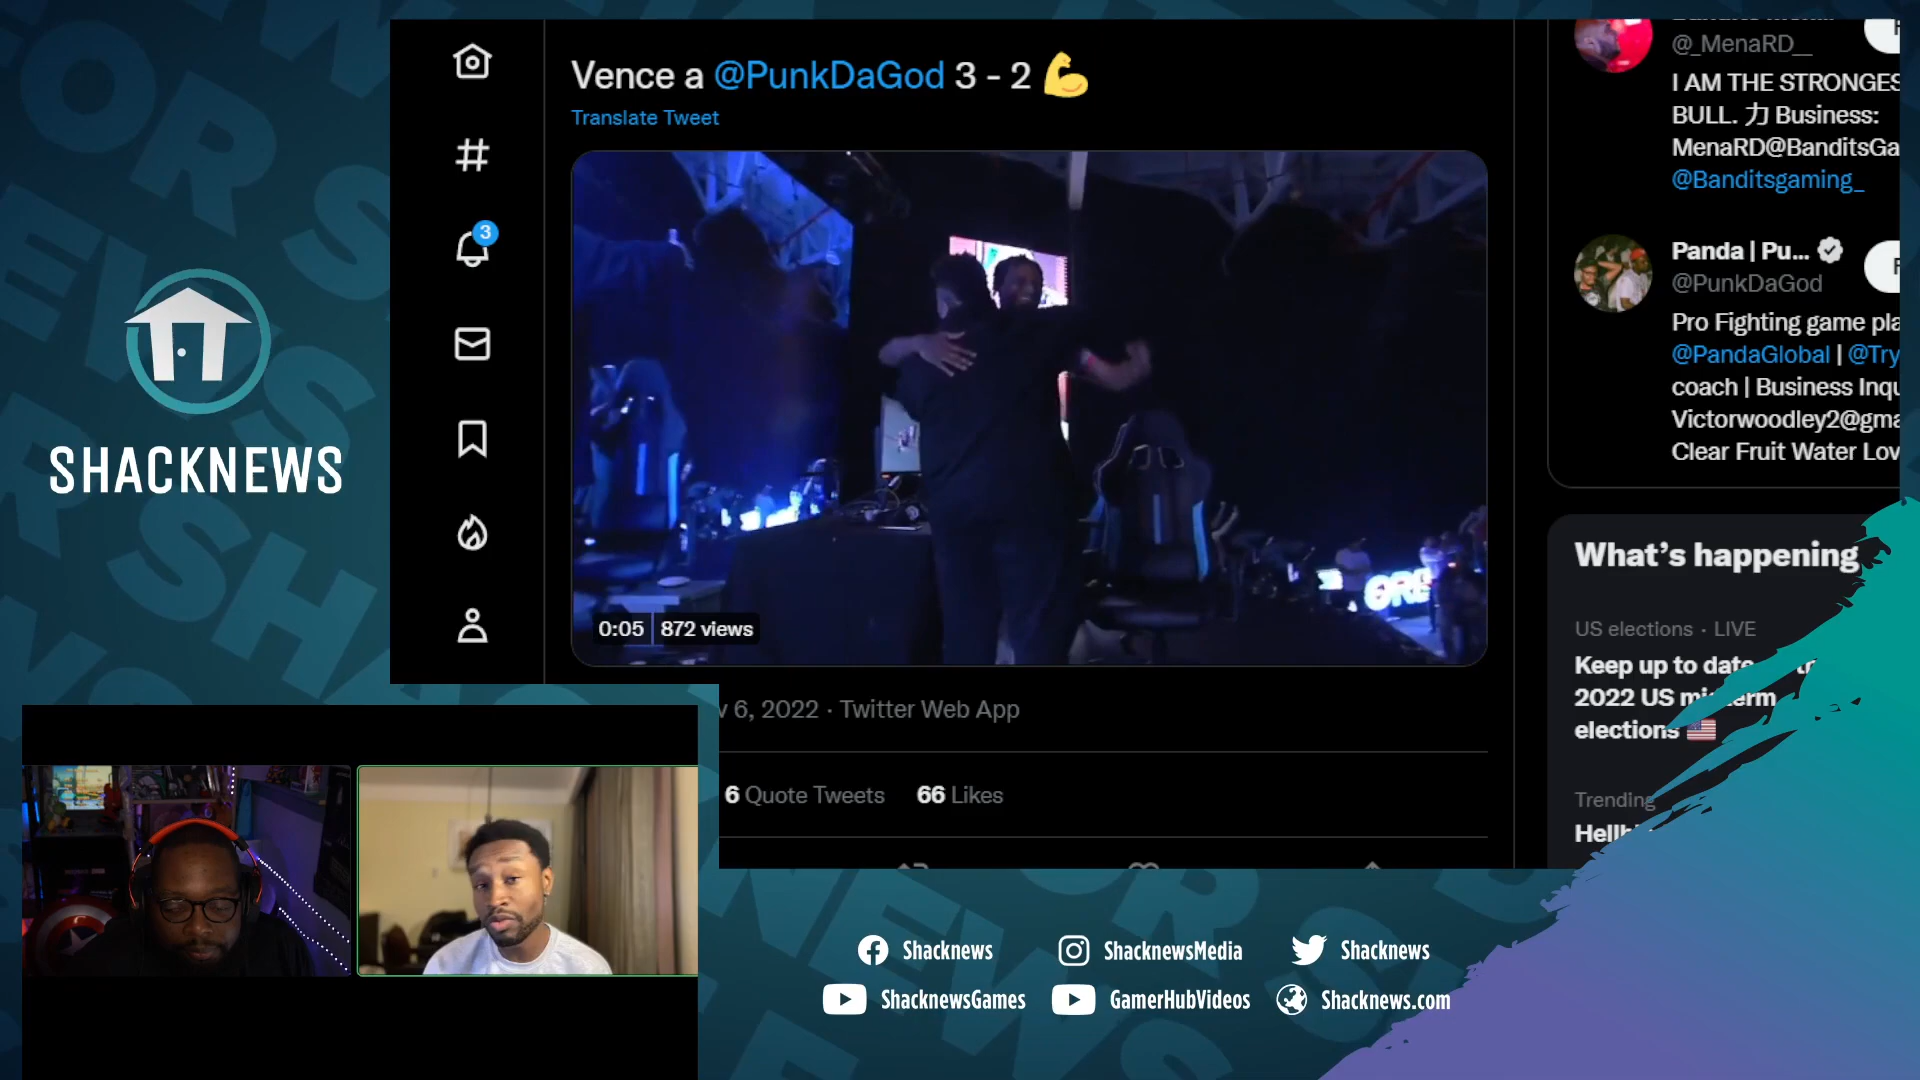 Vence a @PunkDaGod 3 - 2 💪
Translate Tweet
3
0:05 872 views
6, 2022 · Twitter Web App
6 Quote Tweets 66 Likes
@_MenaRD__
I AM THE STRONGES
BULL. 力 Business:
MenaRD@BanditsGa
@Banditsgaming_
Panda | Pu...
@PunkDaGod
Pro Fighting game pla
@PandaGlobal | @Try
coach | Business Inqu
Victorwoodley2@gma
Clear Fruit Water Lov
What's happening
US elections · LIVE
Keep up to date
2022 US midterm
elections 🇺🇸
Trending
SHACKNEWS
Shacknews
ShacknewsMedia
Shacknews
ShacknewsGames
GamerHubVideos
Shacknews.com